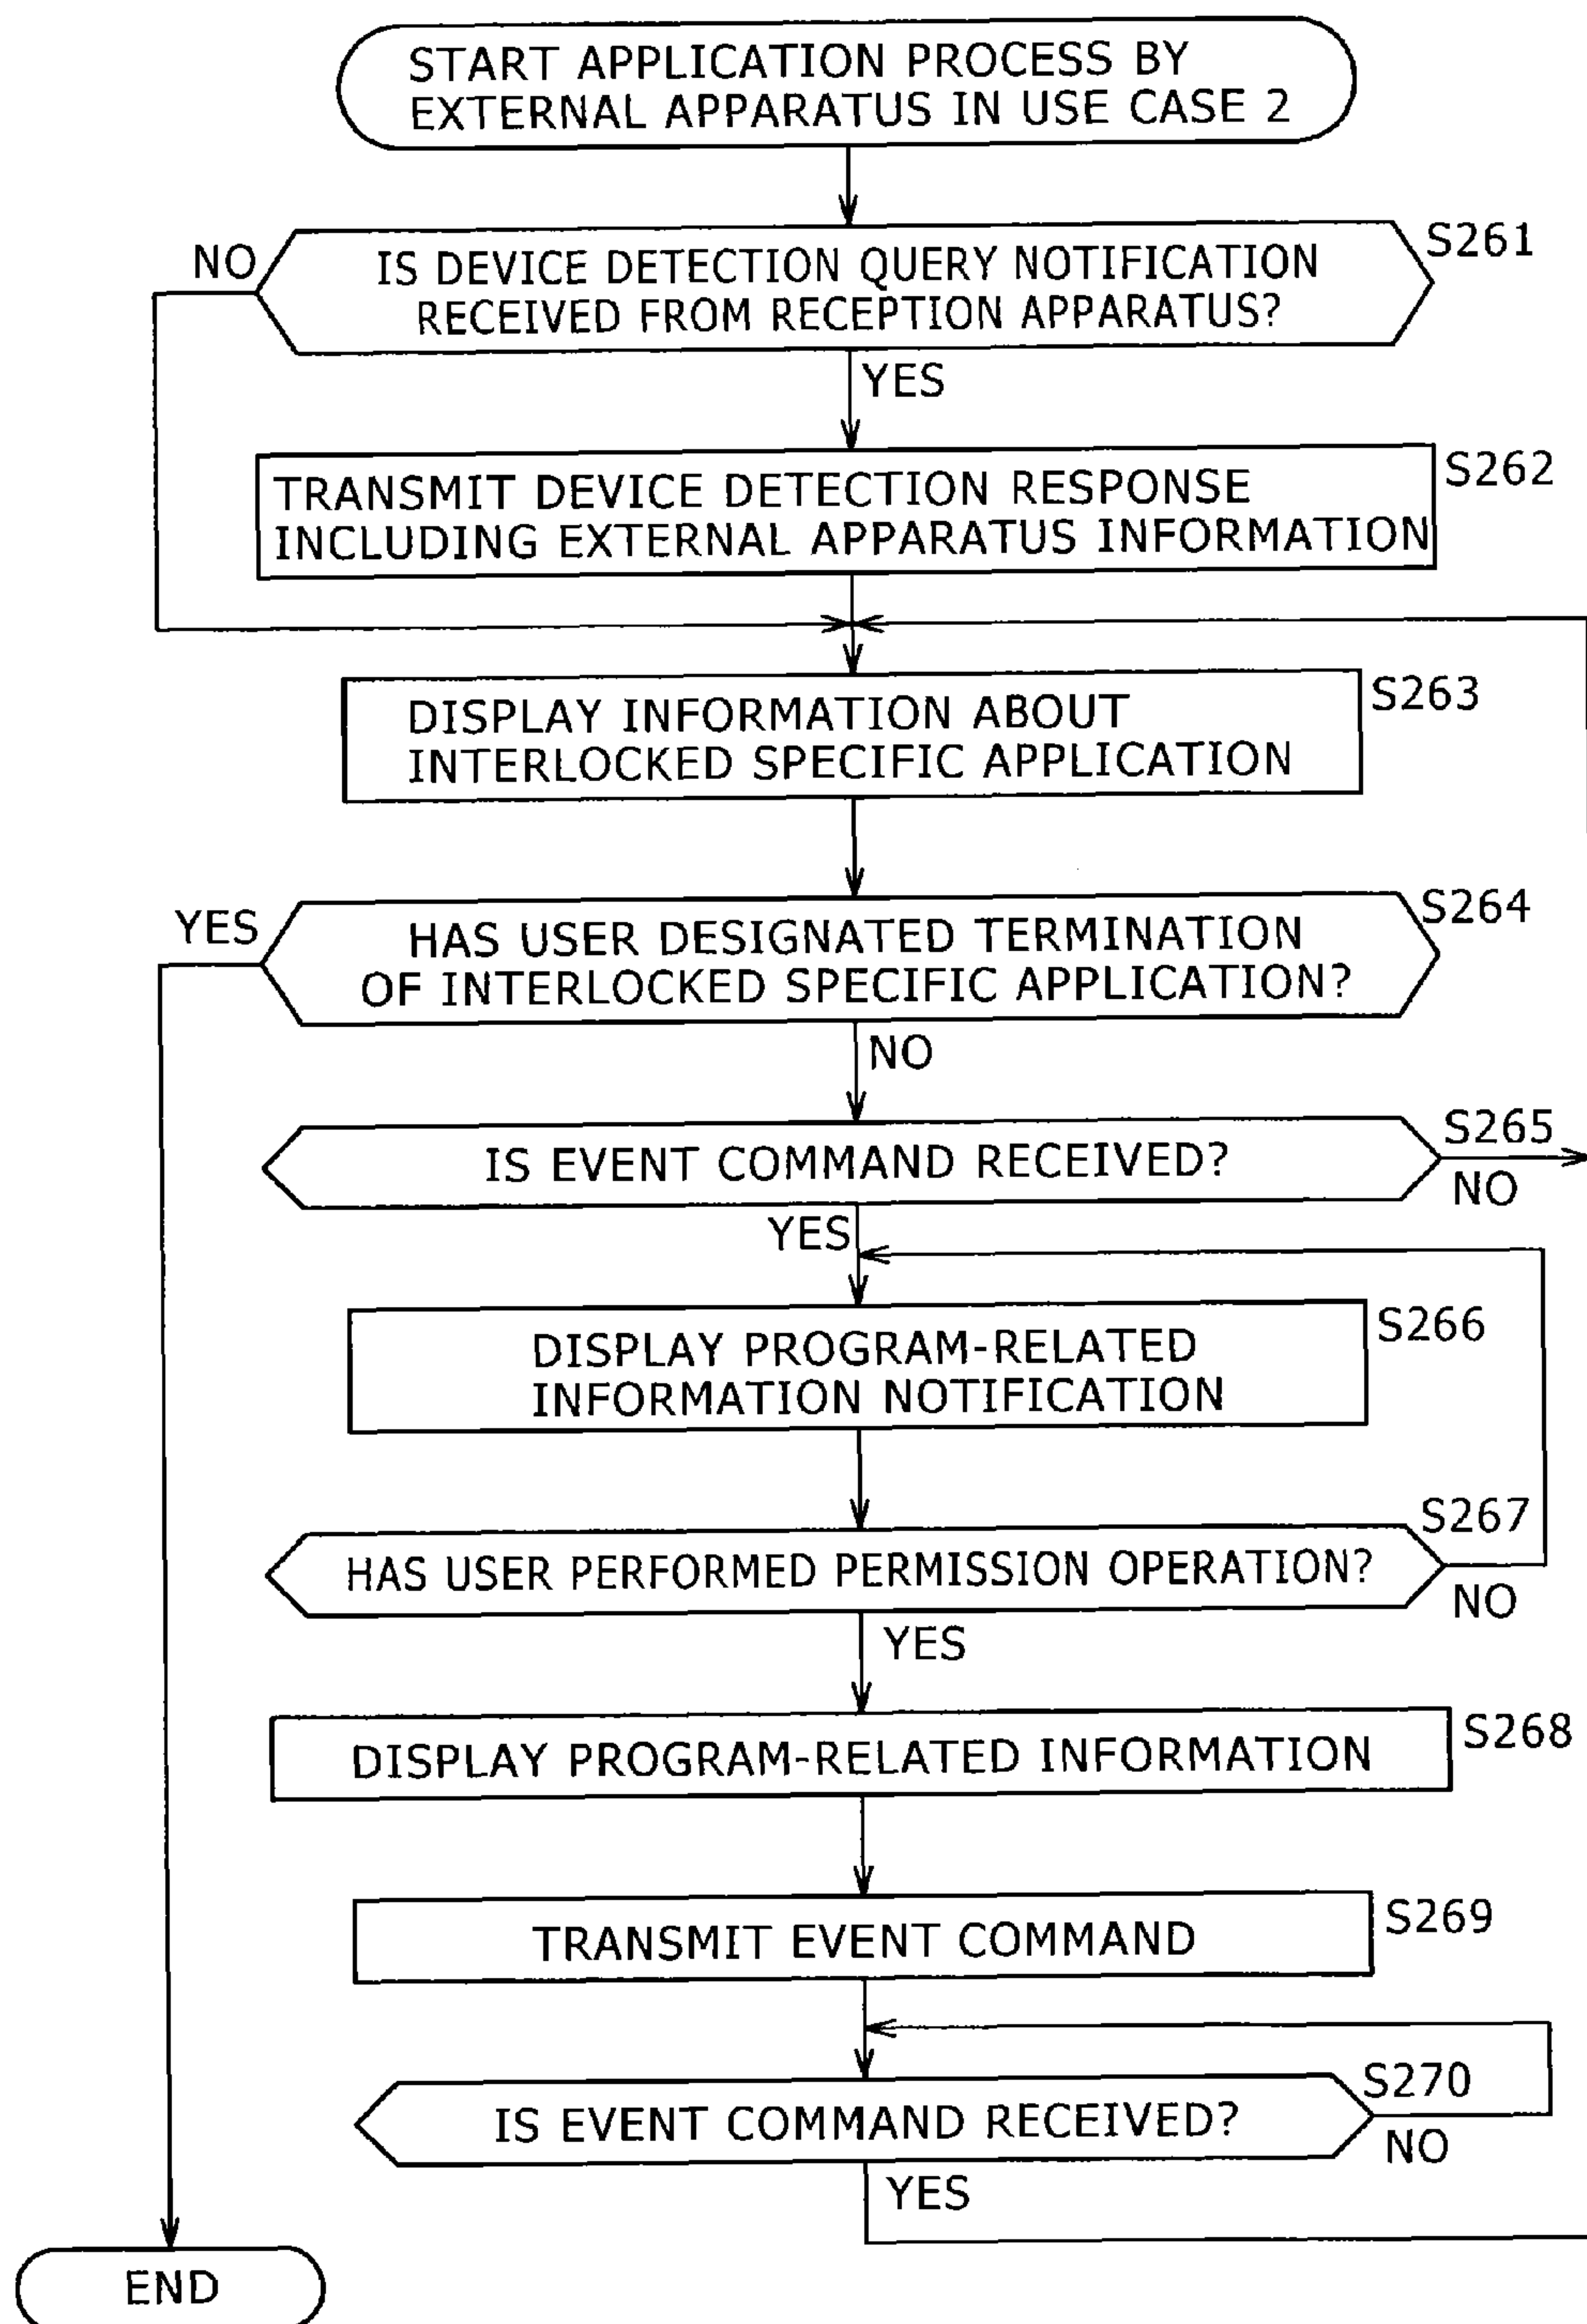 START APPLICATION PROCESS BY
EXTERNAL APPARATUS IN USE CASE 2
S261
NO
IS DEVICE DETECTION QUERY NOTIFICATION
RECEIVED FROM RECEPTION APPARATUS?
YES
S262
TRANSMIT DEVICE DETECTION RESPONSE
INCLUDING EXTERNAL APPARATUS INFORMATION
S263
DISPLAY INFORMATION ABOUT
INTERLOCKED SPECIFIC APPLICATION
S264
YES
HAS USER DESIGNATED TERMINATION
OF INTERLOCKED SPECIFIC APPLICATION?
NO
S265
IS EVENT COMMAND RECEIVED?
NO
YES
S266
DISPLAY PROGRAM-RELATED
INFORMATION NOTIFICATION
S267
HAS USER PERFORMED PERMISSION OPERATION?
NO
YES
S268
DISPLAY PROGRAM-RELATED INFORMATION
S269
TRANSMIT EVENT COMMAND
S270
IS EVENT COMMAND RECEIVED?
NO
YES
END